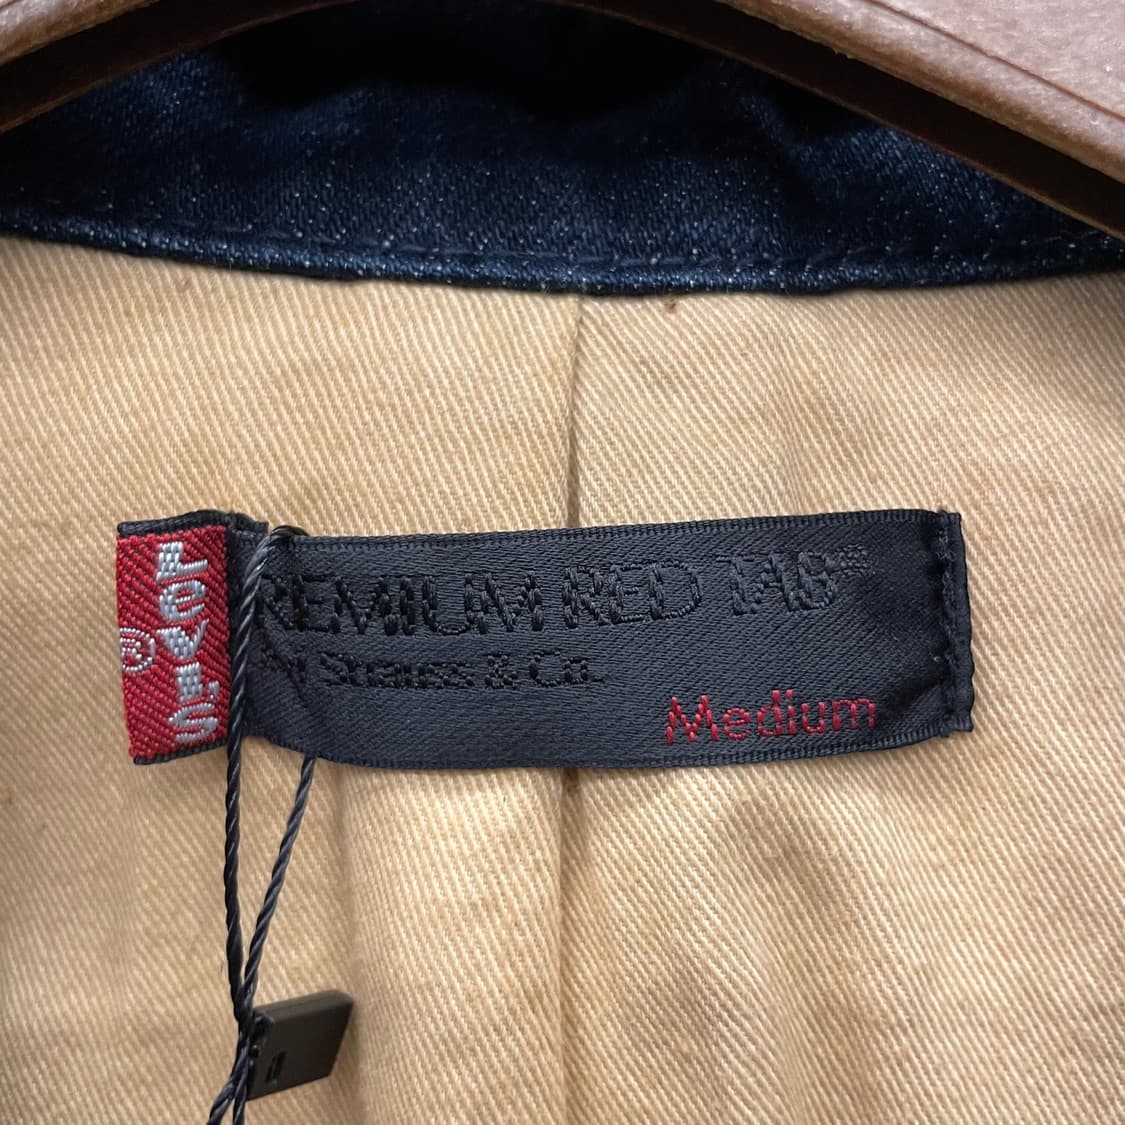 LEVI'S
®
REMIUM RED TAB
Strauss & Co.
Medium